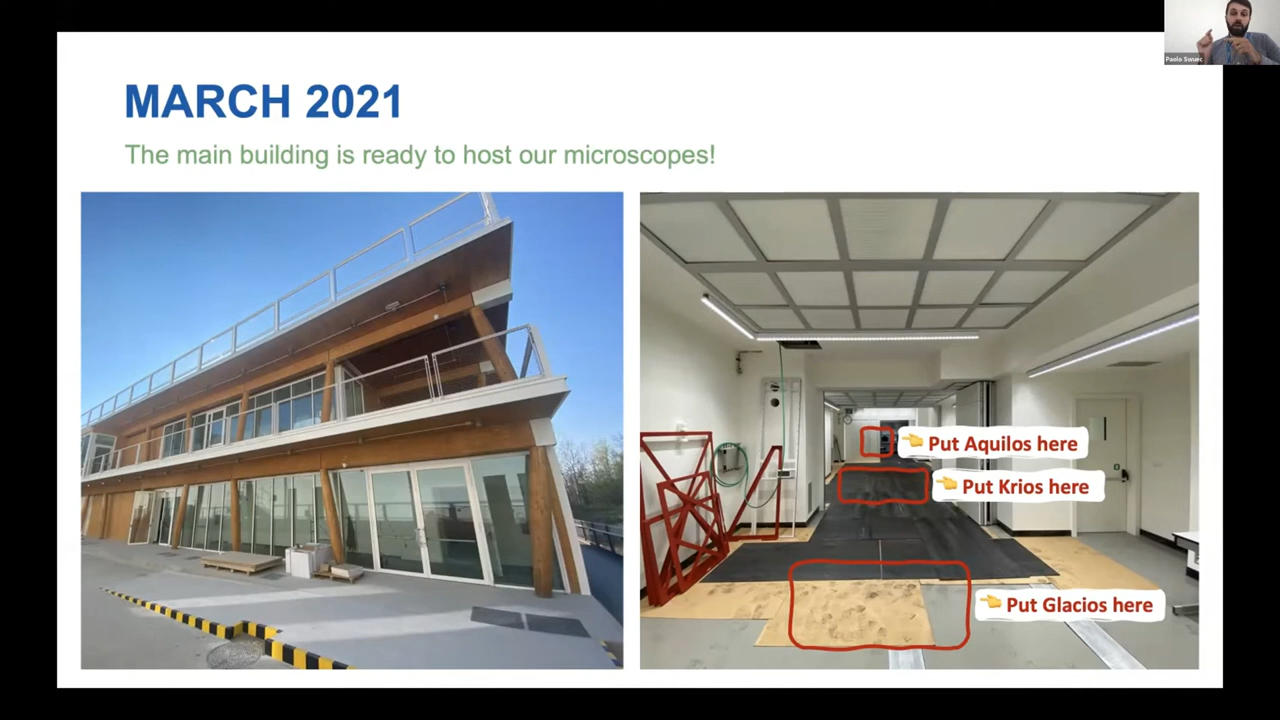 Paolo Swuec
MARCH 2021
The main building is ready to host our microscopes!
Put Aquilos here
Put Krios here
Put Glacios here